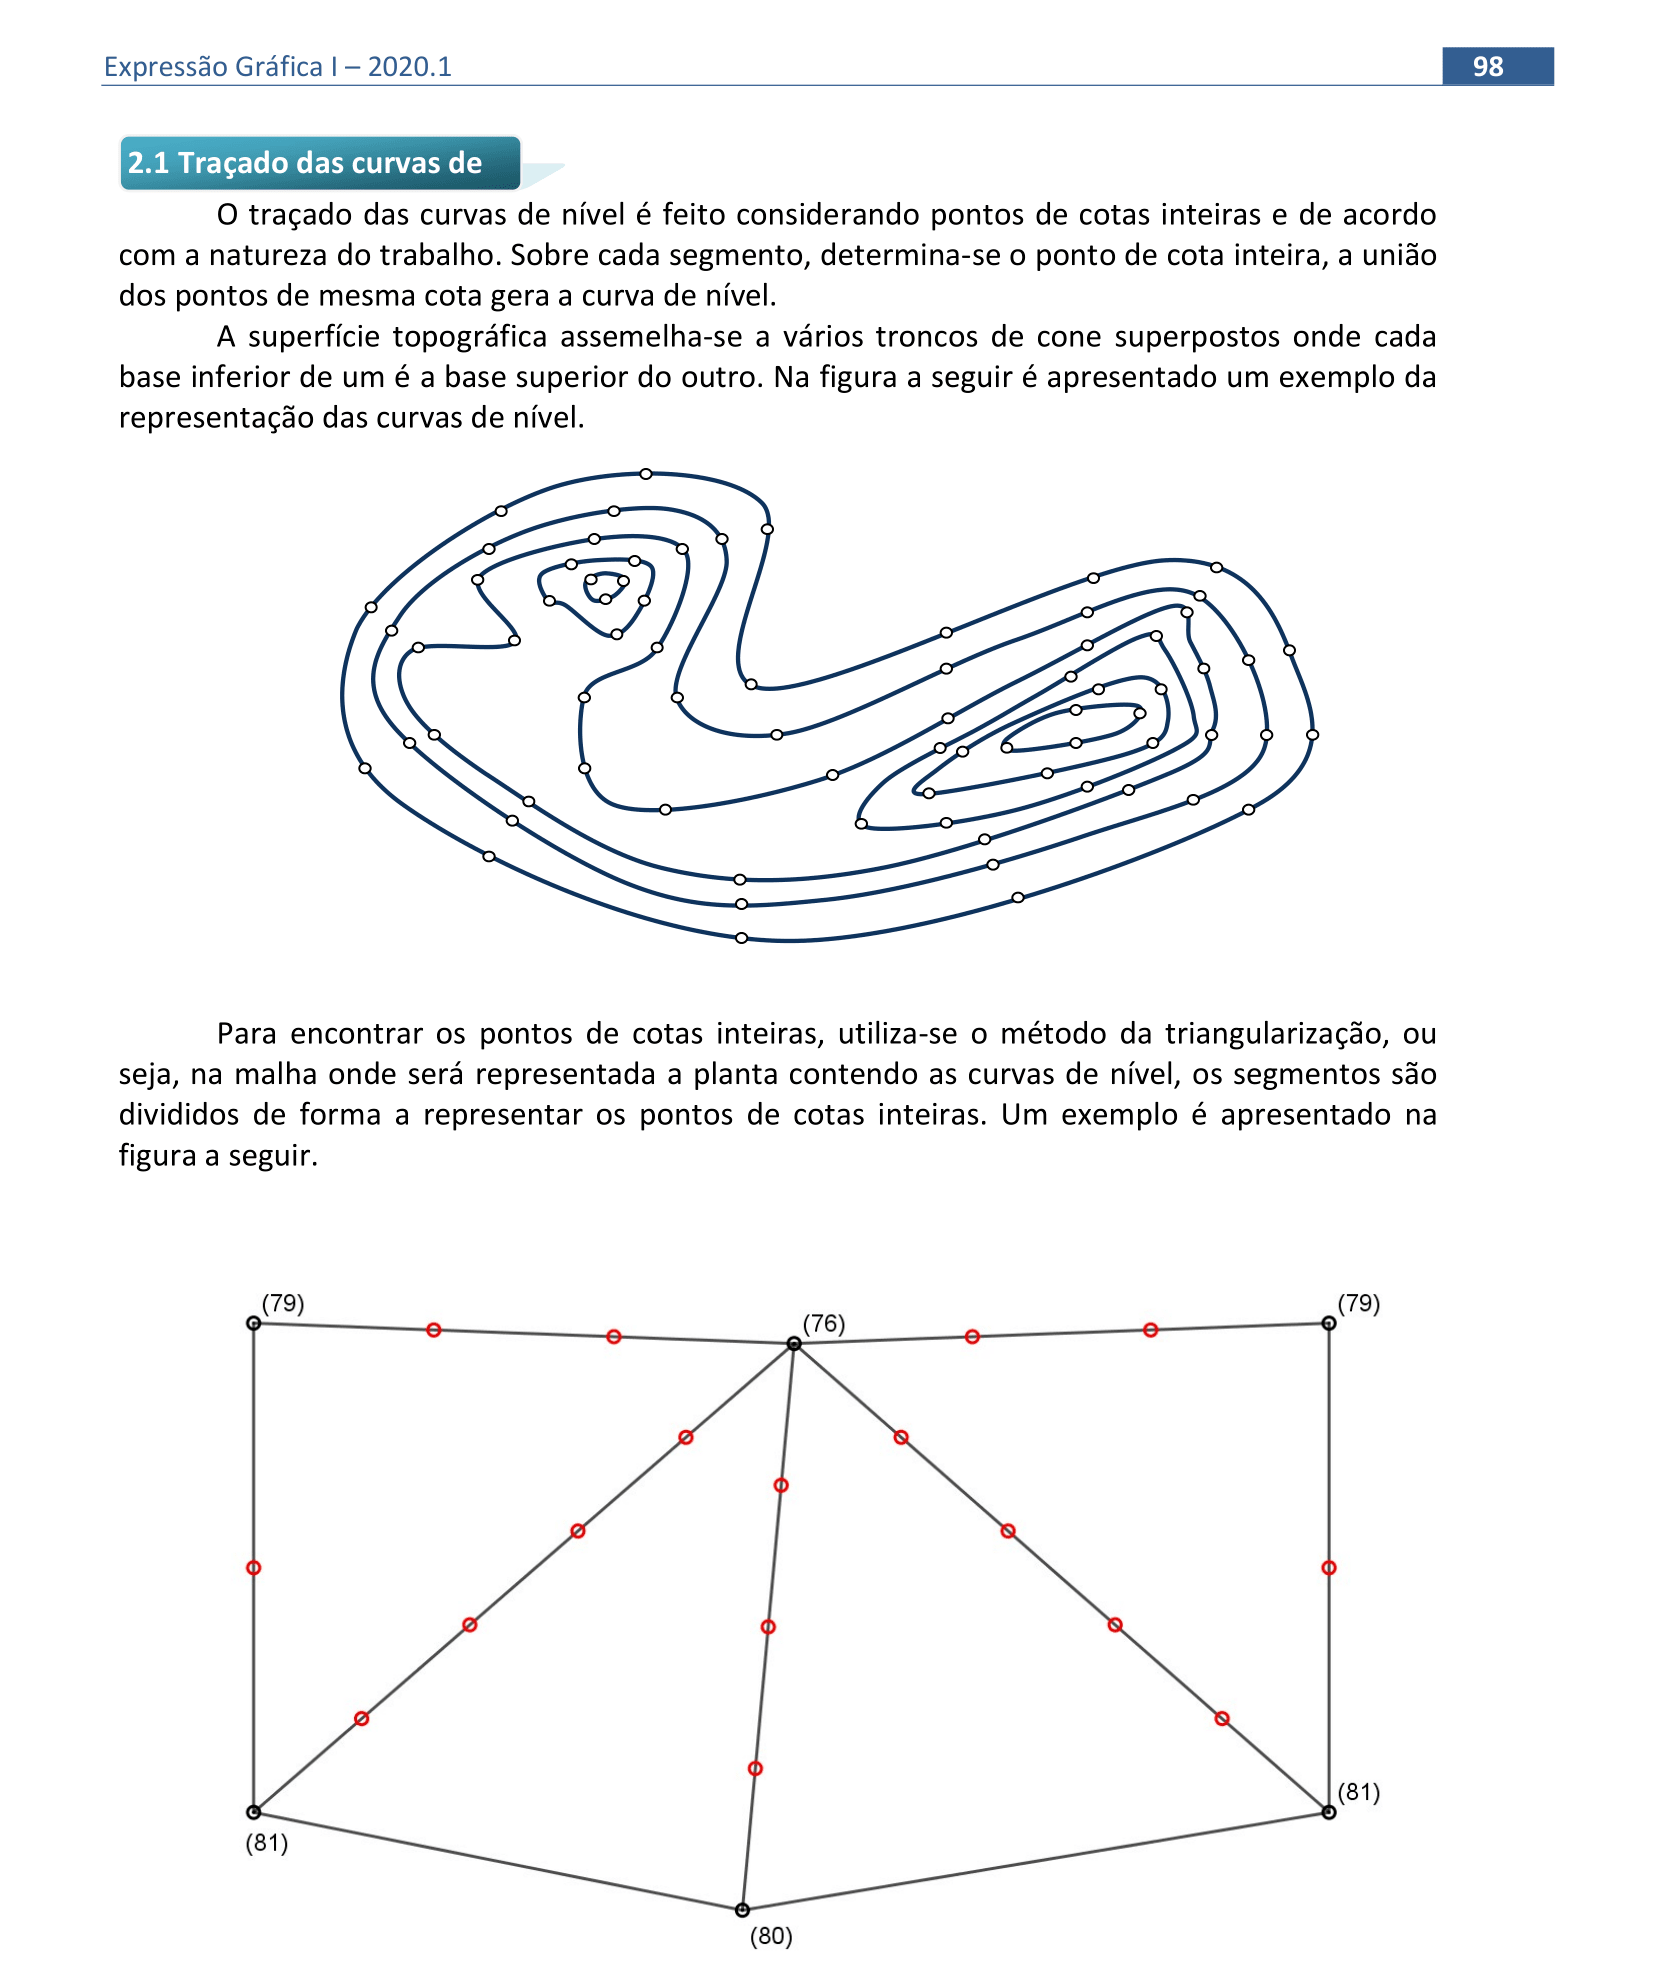 Expressão Gráfica I – 2020.1
98
2.1 Traçado das curvas de
O traçado das curvas de nível é feito considerando pontos de cotas inteiras e de acordo
com a natureza do trabalho. Sobre cada segmento, determina-se o ponto de cota inteira, a união
dos pontos de mesma cota gera a curva de nível.
A superfície topográfica assemelha-se a vários troncos de cone superpostos onde cada
base inferior de um é a base superior do outro. Na figura a seguir é apresentado um exemplo da
representação das curvas de nível.
Para encontrar os pontos de cotas inteiras, utiliza-se o método da triangularização, ou
seja, na malha onde será representada a planta contendo as curvas de nível, os segmentos são
divididos de forma a representar os pontos de cotas inteiras. Um exemplo é apresentado na
figura a seguir.
(79)
(76)
(79)
(81)
(81)
(80)